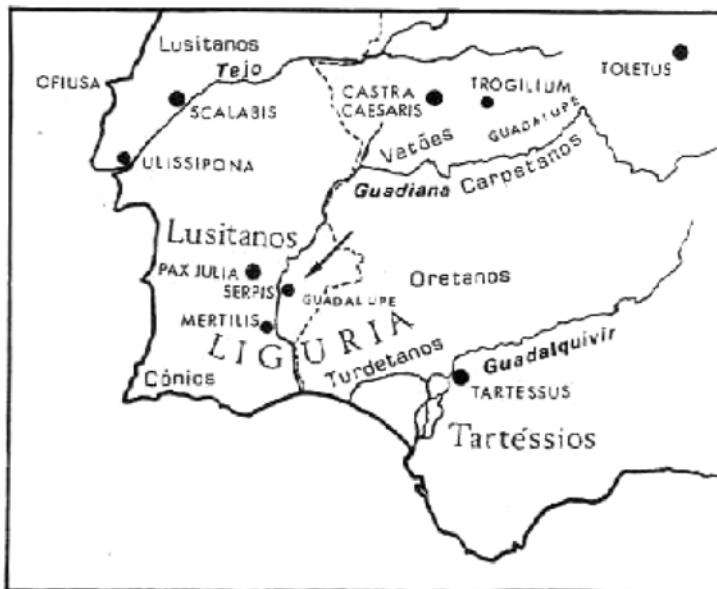 Lusitanos
Tejo
OFIUSA
SCALABIS
CASTRA
CAESARIS
TROGILIUM
TOLETUS
GUADALUPE
ULISSIPONA
Vetões
Carpetanos
Guadiana
Lusitanos
PAX JULIA
SERPIS
GUADALUPE
Oretanos
MERTILIS
LIGURIA
Turdetanos
Guadalquivir
Cónios
TARTESSUS
Tartéssios